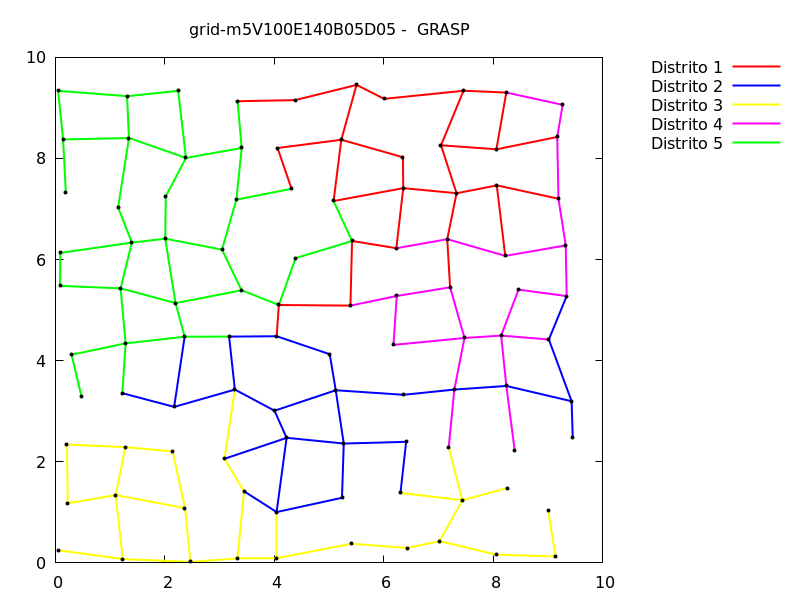 grid-m5V100E140B05D05 - GRASP
10
8
6
4
2
0
0 2 4 6 8 10
Distrito 1
Distrito 2
Distrito 3
Distrito 4
Distrito 5